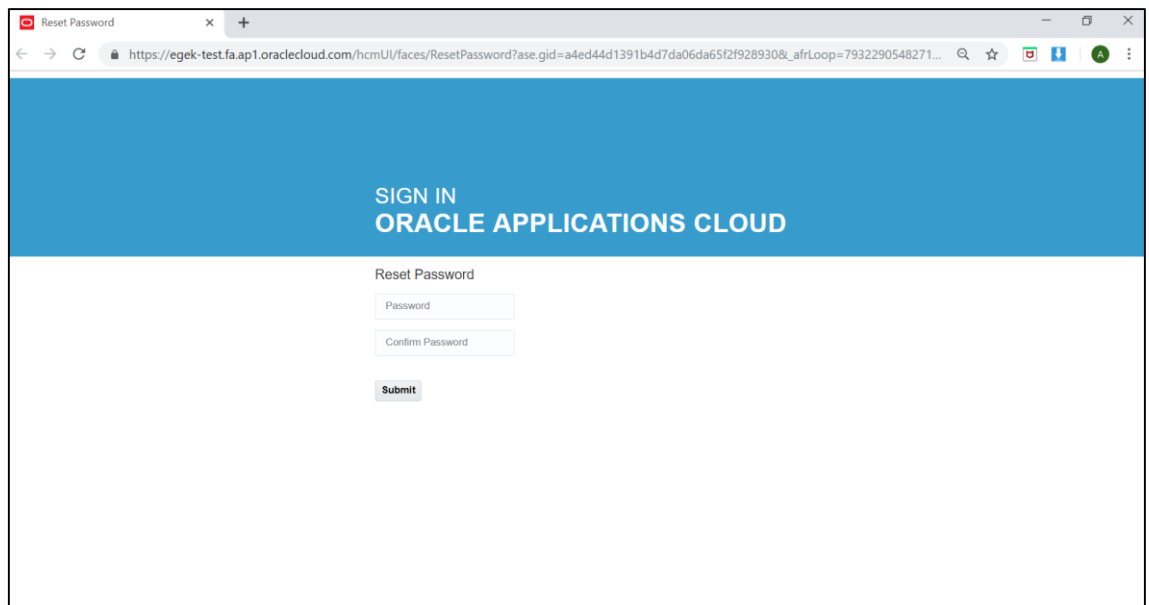 Reset Password
https://egek-test.fa.ap1.oraclecloud.com/hcmUI/faces/ResetPassword?ase.gid=a4ed44d1391b4d7da06da65f2f928930&_afrLoop=7932290548271...
A
SIGN IN
ORACLE APPLICATIONS CLOUD
Reset Password
Password
Confirm Password
Submit